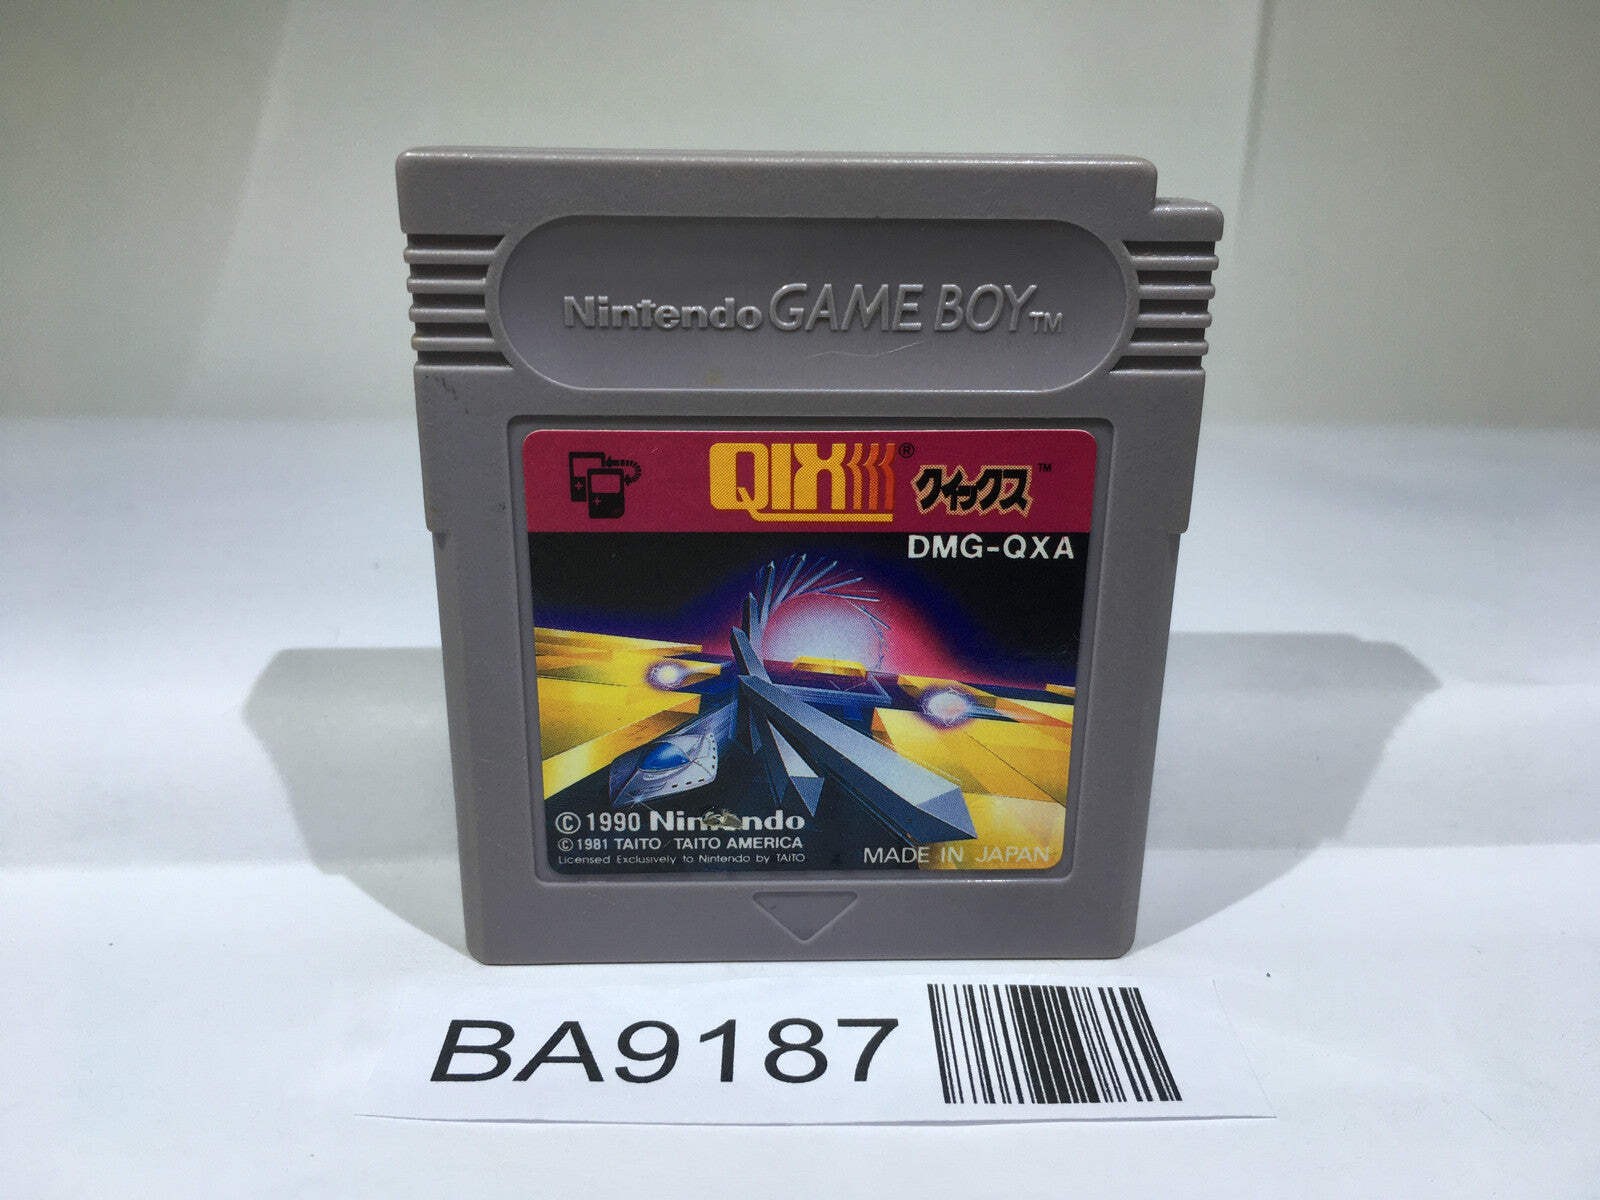 Nintendo GAME BOY™
QIX® クイックス™
DMG-QXA
© 1990 Nintendo
© 1981 TAITO TAITO AMERICA
Licensed Exclusively to Nintendo by TAITO
MADE IN JAPAN
BA9187